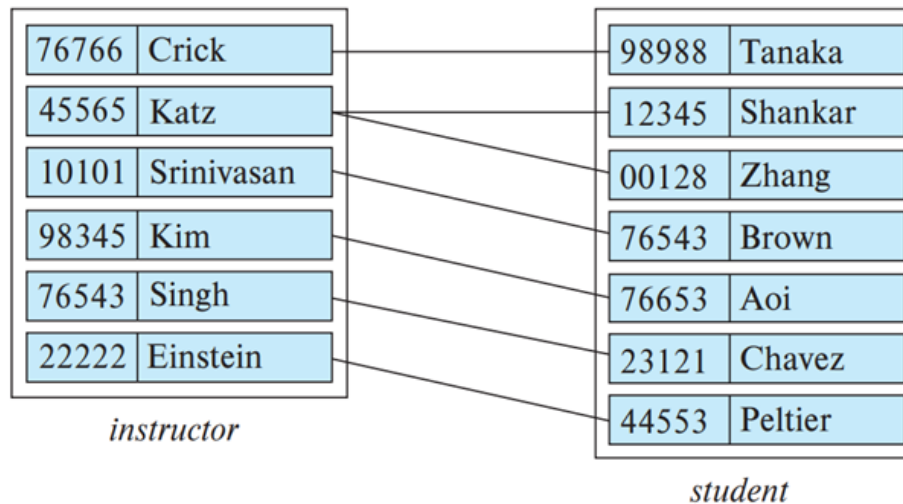 76766 Crick
45565 Katz
10101 Srinivasan
98345 Kim
76543 Singh
22222 Einstein
instructor
98988 Tanaka
12345 Shankar
00128 Zhang
76543 Brown
76653 Aoi
23121 Chavez
44553 Peltier
student